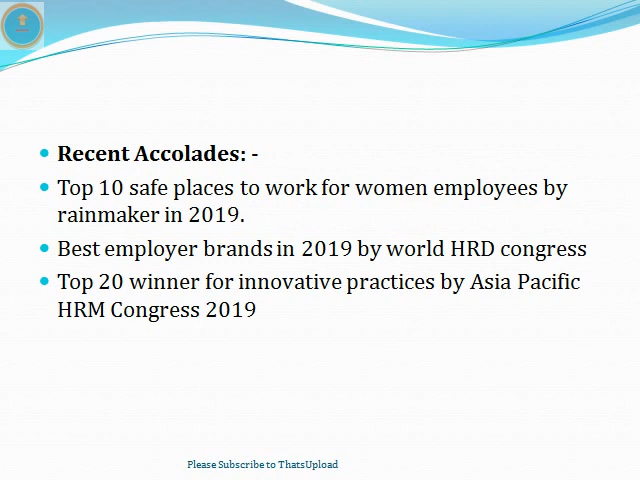 Recent Accolades: -
Top 10 safe places to work for women employees by
rainmaker in 2019.
Best employer brands in 2019 by world HRD congress
Top 20 winner for innovative practices by Asia Pacific
HRM Congress 2019
Please Subscribe to ThatsUpload